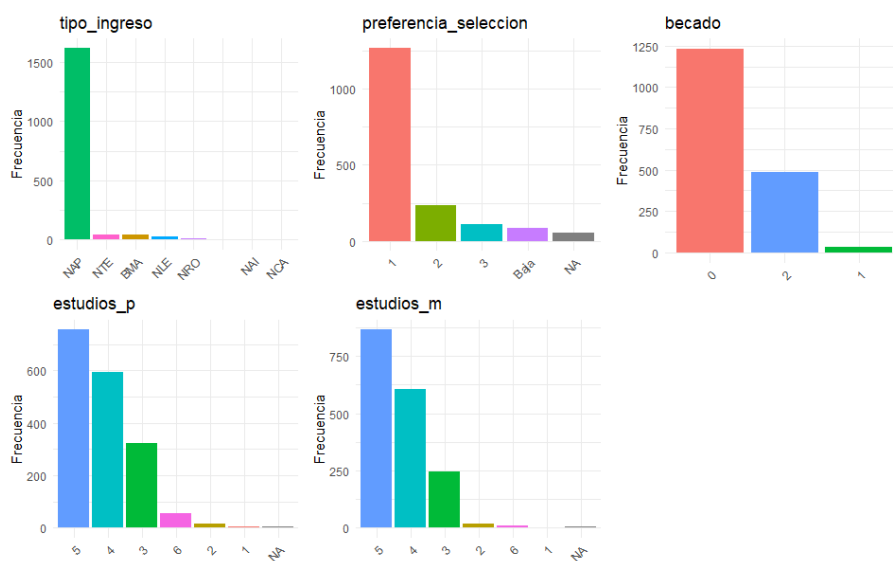 tipo_ingreso
Frecuencia
1500
1000
500
0
NAP
NTE
BMA
NLE
NRO
NAI
NCA
preferencia_seleccion
Frecuencia
1000
500
0
1
2
3
Baja
NA
becado
Frecuencia
1250
1000
750
500
250
0
0
2
1
estudios_p
Frecuencia
600
400
200
0
5
4
3
6
2
1
NA
estudios_m
Frecuencia
750
500
250
0
5
4
3
2
6
1
NA